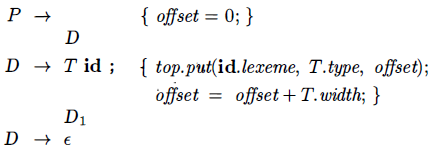 P → { offset = 0; }
D
D → T id ; { top.put(id.lexeme, T.type, offset);
offset = offset + T.width; }
D₁
D → ϵ